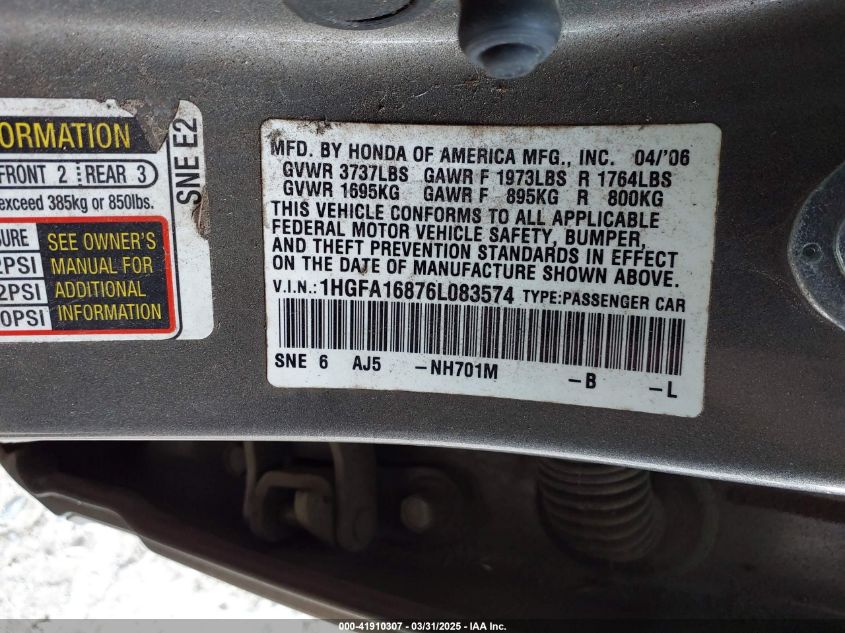 ORMATION
FRONT 2 REAR 3
exceed 385kg or 850lbs.
SURE
2PSI
2PSI
0PSI
SEE OWNER'S
MANUAL FOR
ADDITIONAL
INFORMATION
SNE E2
MFD. BY HONDA OF AMERICA MFG., INC. 04/'06
GVWR 3737LBS GAWR F 1973LBS R 1764LBS
GVWR 1695KG GAWR F 895KG R 800KG
THIS VEHICLE CONFORMS TO ALL APPLICABLE
FEDERAL MOTOR VEHICLE SAFETY, BUMPER,
AND THEFT PREVENTION STANDARDS IN EFFECT
ON THE DATE OF MANUFACTURE SHOWN ABOVE.
V.I.N.: 1HGFA16876L083574 TYPE:PASSENGER CAR
SNE 6 AJ5 -NH701M -B -L
000-41910307 - 03/31/2025 - IAA Inc.